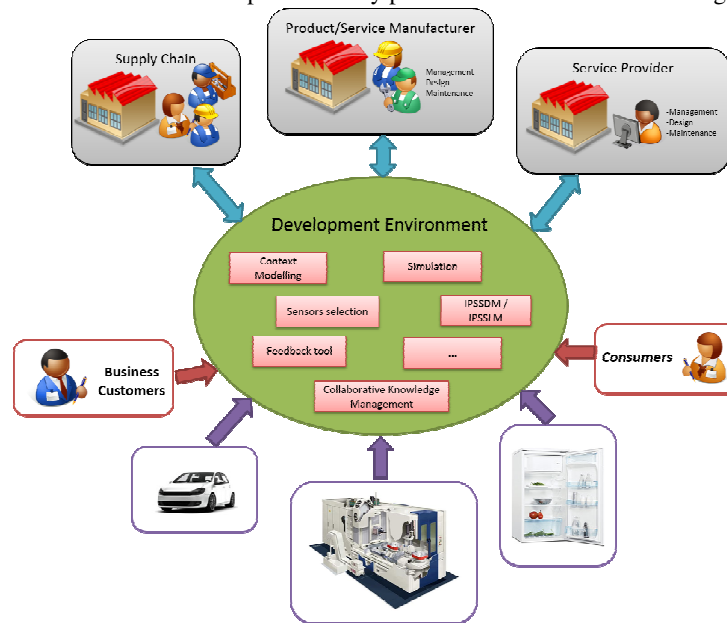 Product/Service Manufacturer
Management
Design
Maintenance
Supply Chain
Service Provider
-Management
-Design
-Maintenance
Development Environment
Context
Modelling
Simulation
Sensors selection
IPSSDM /
IPSSLM
Feedback tool
...
Collaborative Knowledge
Management
Business
Customers
Consumers